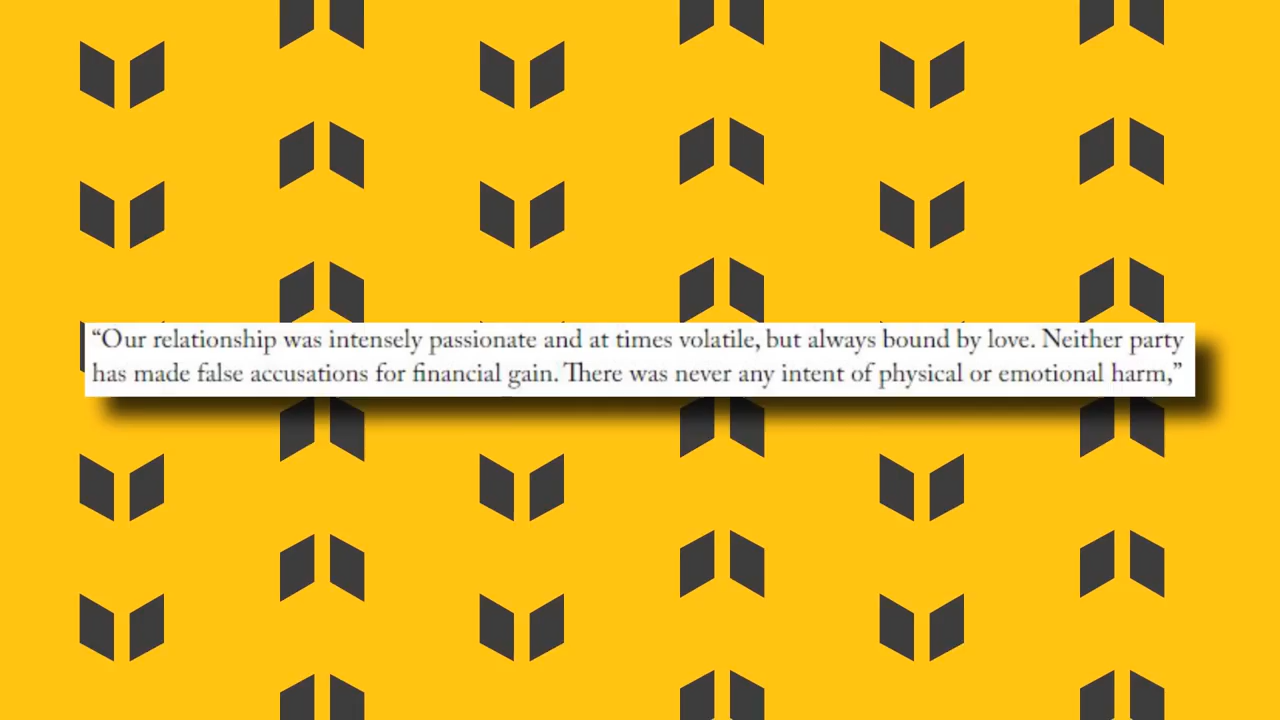 “Our relationship was intensely passionate and at times volatile, but always bound by love. Neither party
has made false accusations for financial gain. There was never any intent of physical or emotional harm,”